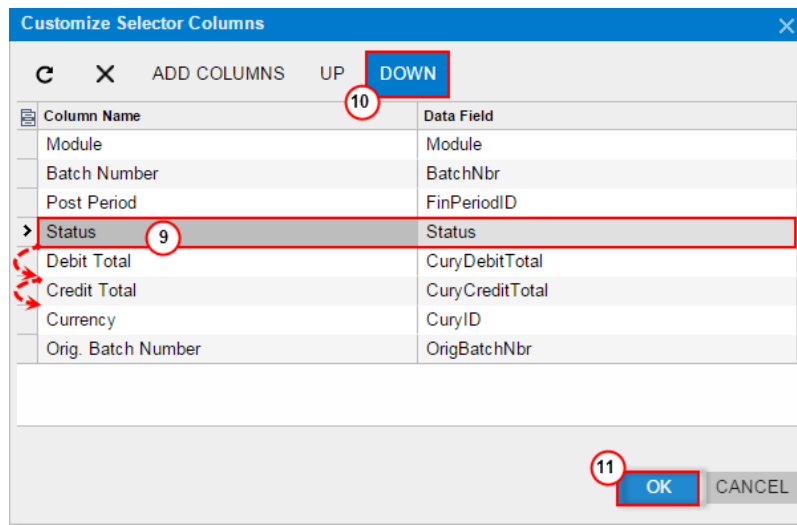 Customize Selector Columns
ADD COLUMNS UP DOWN
10
Column Name Data Field
Module Module
Batch Number BatchNbr
Post Period FinPeriodID
Status 9 Status
Debit Total CuryDebitTotal
Credit Total CuryCreditTotal
Currency CuryID
Orig. Batch Number OrigBatchNbr
11
OK CANCEL